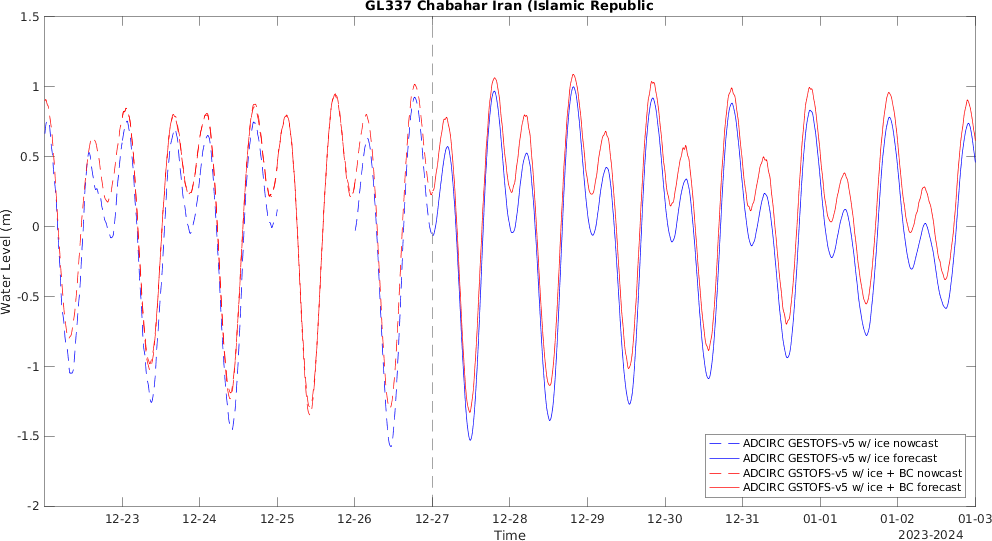 GL337 Chabahar Iran (Islamic Republic
1.5
1
0.5
0
-0.5
-1
-1.5
-2
Water Level (m)
12-23 12-24 12-25 12-26 12-27 12-28 12-29 12-30 12-31 01-01 01-02 01-03
Time
2023-2024
ADCIRC GESTOFS-v5 w/ ice nowcast
ADCIRC GESTOFS-v5 w/ ice forecast
ADCIRC GSTOFS-v5 w/ ice + BC nowcast
ADCIRC GSTOFS-v5 w/ ice + BC forecast